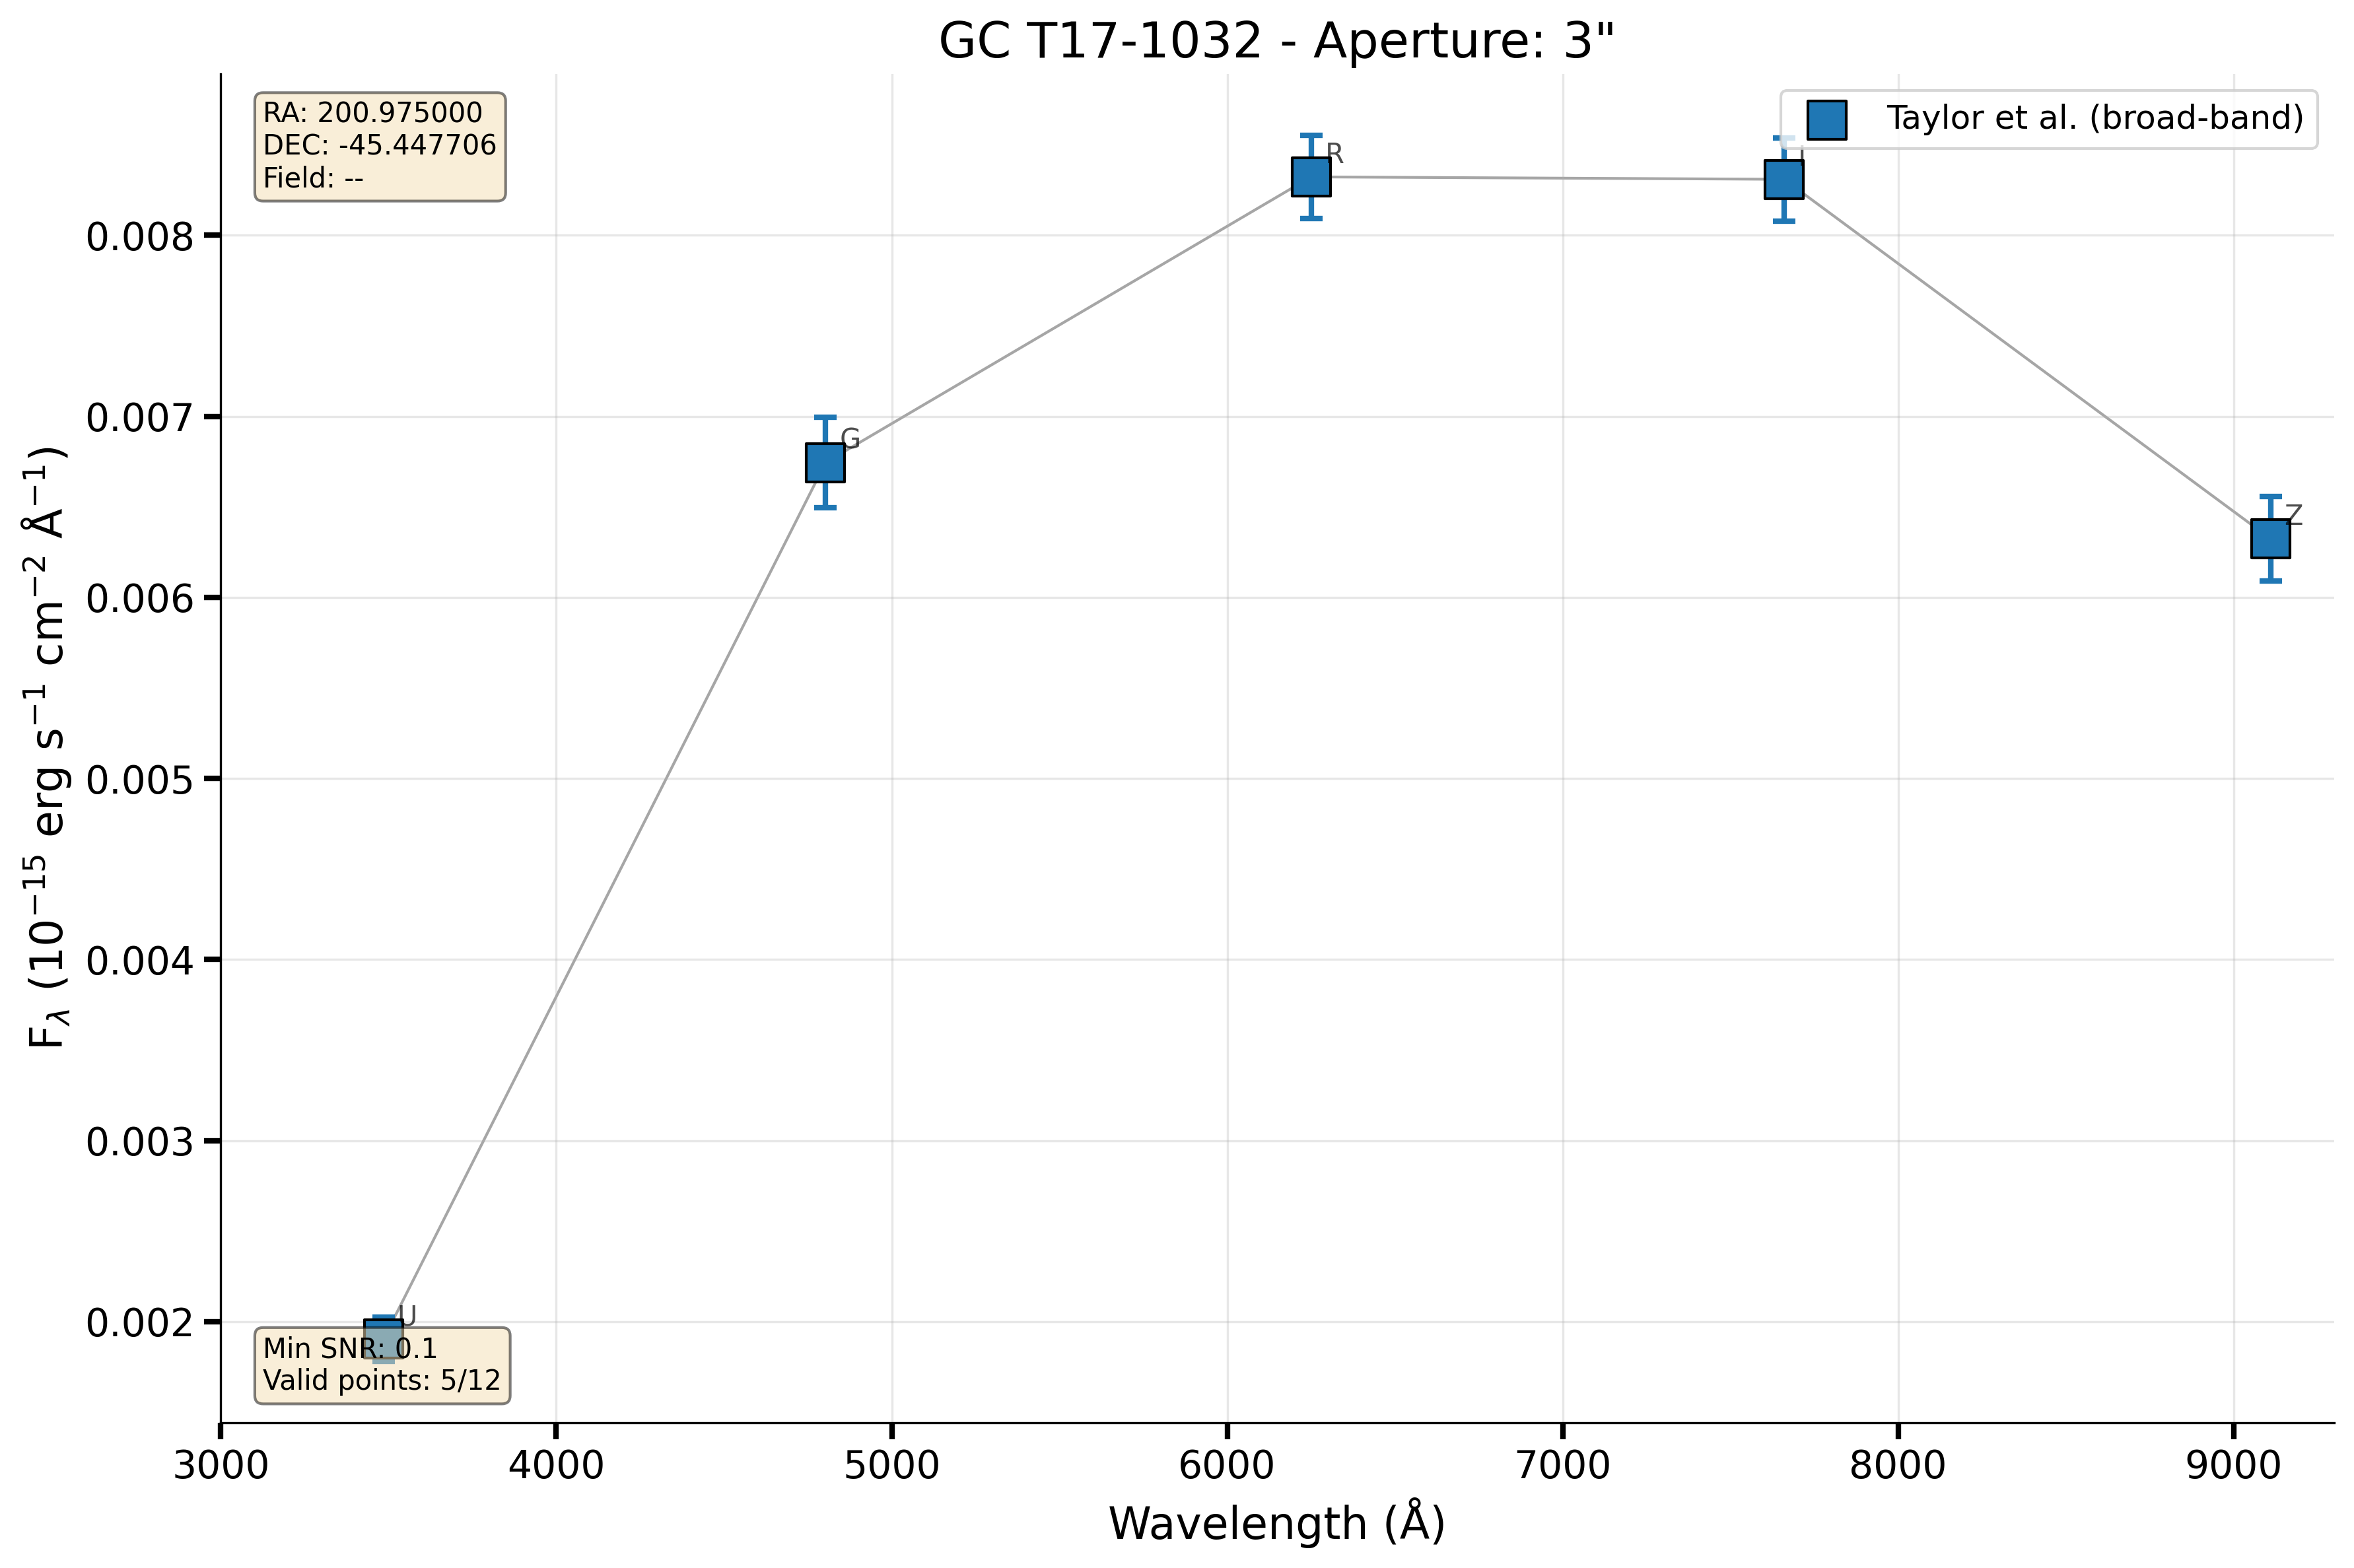 GC T17-1032 - Aperture: 3"
RA: 200.975000
DEC: -45.447706
Field: --
Taylor et al. (broad-band)
R
I
G
Z
U
0.008
0.007
0.006
0.005
0.004
0.003
0.002
F_λ (10⁻¹⁵ erg s⁻¹ cm⁻² Å⁻¹)
Min SNR: 0.1
Valid points: 5/12
3000 4000 5000 6000 7000 8000 9000
Wavelength (Å)